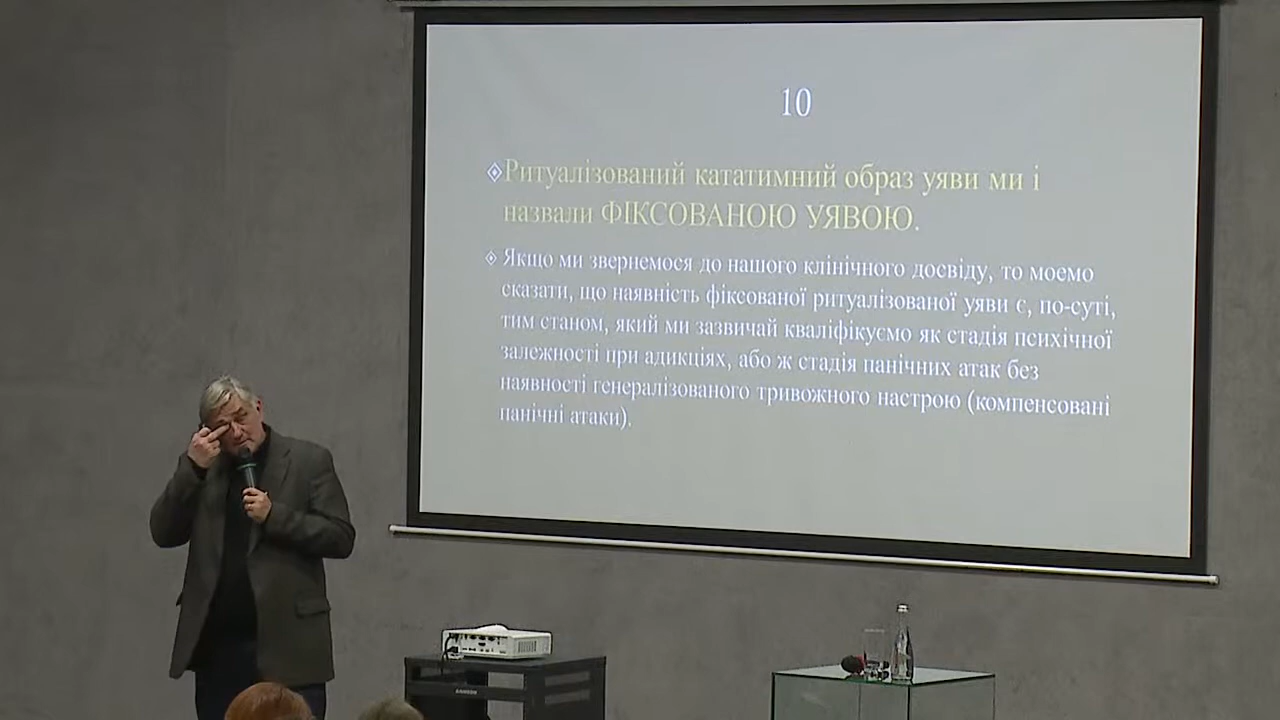 10
Ритуалізований кататимний образ уяви ми і
назвали ФІКСОВАНОЮ УЯВОЮ.
Якщо ми звернемося до нашого клінічного досвіду, то моемо
сказати, що наявність фіксованої ритуалізованої уяви є, по-суті,
тим станом, який ми зазвичай кваліфікуємо як стадія психічної
залежності при адикціях, або ж стадія панічних атак без
наявності генералізованого тривожного настрою (компенсовані
панічні атаки).
SAMSON